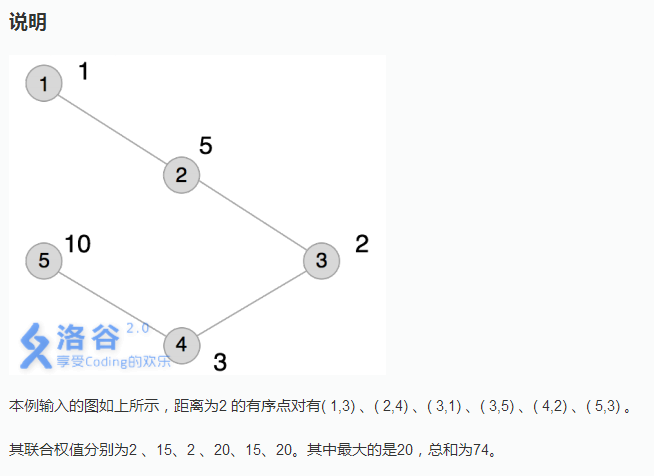 说明
1
1
5
2
10
5
2
3
洛谷 2.0
享受Coding的欢乐
4
3
本例输入的图如上所示，距离为2 的有序点对有( 1,3) 、( 2,4) 、( 3,1) 、( 3,5) 、( 4,2) 、( 5,3) 。
其联合权值分别为2 、15、2 、20、15、20。其中最大的是20，总和为74。